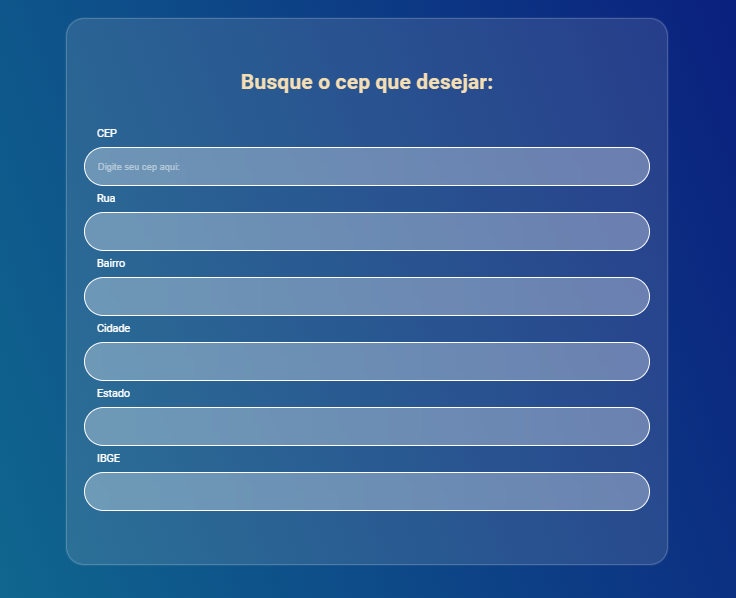 Busque o cep que desejar:
CEP
Digite seu cep aqui:
Rua
Bairro
Cidade
Estado
IBGE